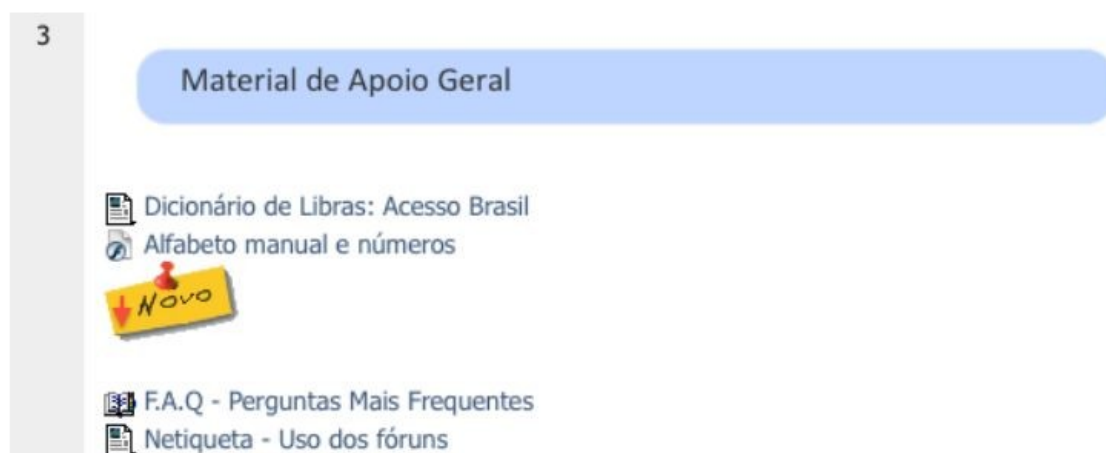 3
Material de Apoio Geral
Dicionário de Libras: Acesso Brasil
Alfabeto manual e números
Novo
F.A.Q - Perguntas Mais Frequentes
Netiqueta - Uso dos fóruns